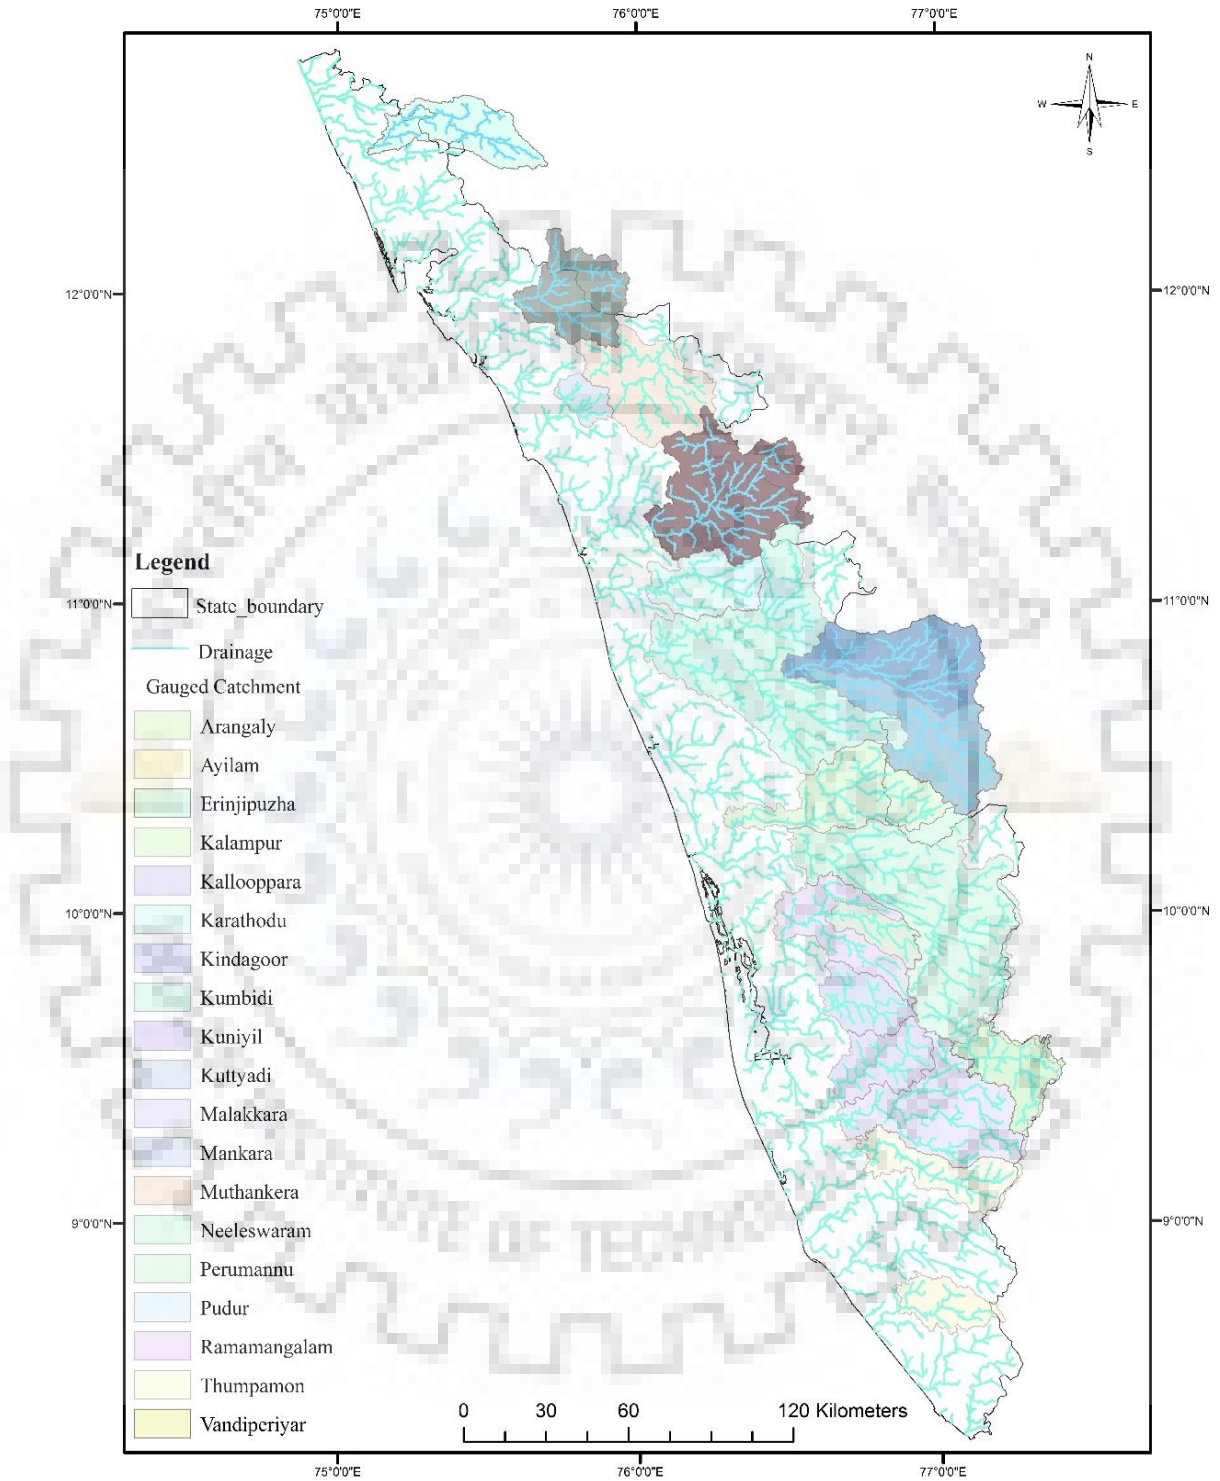 75°0'0"E
76°0'0"E
77°0'0"E
N
W E
S
12°0'0"N
12°0'0"N
Legend
11°0'0"N
11°0'0"N
State_boundary
Drainage
Gauged Catchment
Arangaly
Ayilam
Erinjipuzha
Kalampur
Kallooppara
10°0'0"N
10°0'0"N
Karathodu
Kindagoor
Kumbidi
Kuniyil
Kuttyadi
Malakkara
Mankara
Muthankera
9°0'0"N
9°0'0"N
Neeleswaram
Perumannu
Pudur
Ramamangalam
Thumpamon
Vandiperiyar
0 30 60 120 Kilometers
75°0'0"E
76°0'0"E
77°0'0"E
OF TECHNOLOGY